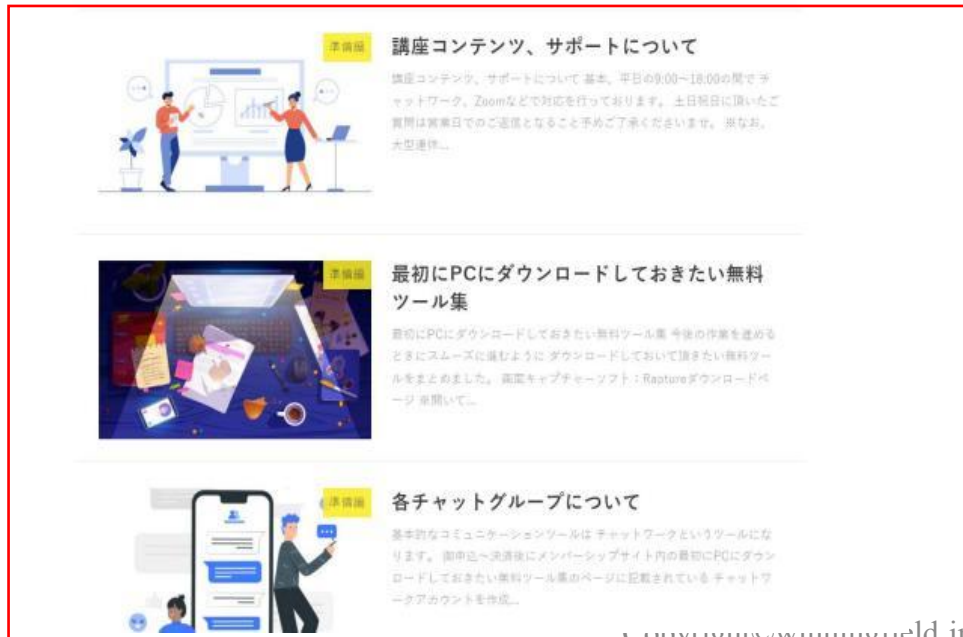 準備編
講座コンテンツ、サポートについて
講座コンテンツ、サポートについて 基本、平日の9:00〜18:00の間で チ
ャットワーク、Zoomなどで対応を行っております。 土日祝日に頂いたご
質問は営業日でのご返信となること予めご了承くださいませ。 ※なお、
大型連休...
準備編
最初にPCにダウンロードしておきたい無料
ツール集
最初にPCにダウンロードしておきたい無料ツール集 今後の作業を進める
ときにスムーズに進むように ダウンロードしておいて頂きたい無料ツー
ルをまとめました。 画面キャプチャーソフト：Raptureダウンロードペ
ージ ※開いて...
準備編
各チャットグループについて
基本的なコミュニケーションツールは チャットワークというツールにな
ります。 御申込〜決済後にメンバーシップサイト内の最初にPCにダウン
ロードしておきたい無料ツール集のページに記載されている チャットワ
ークアカウントを作成...